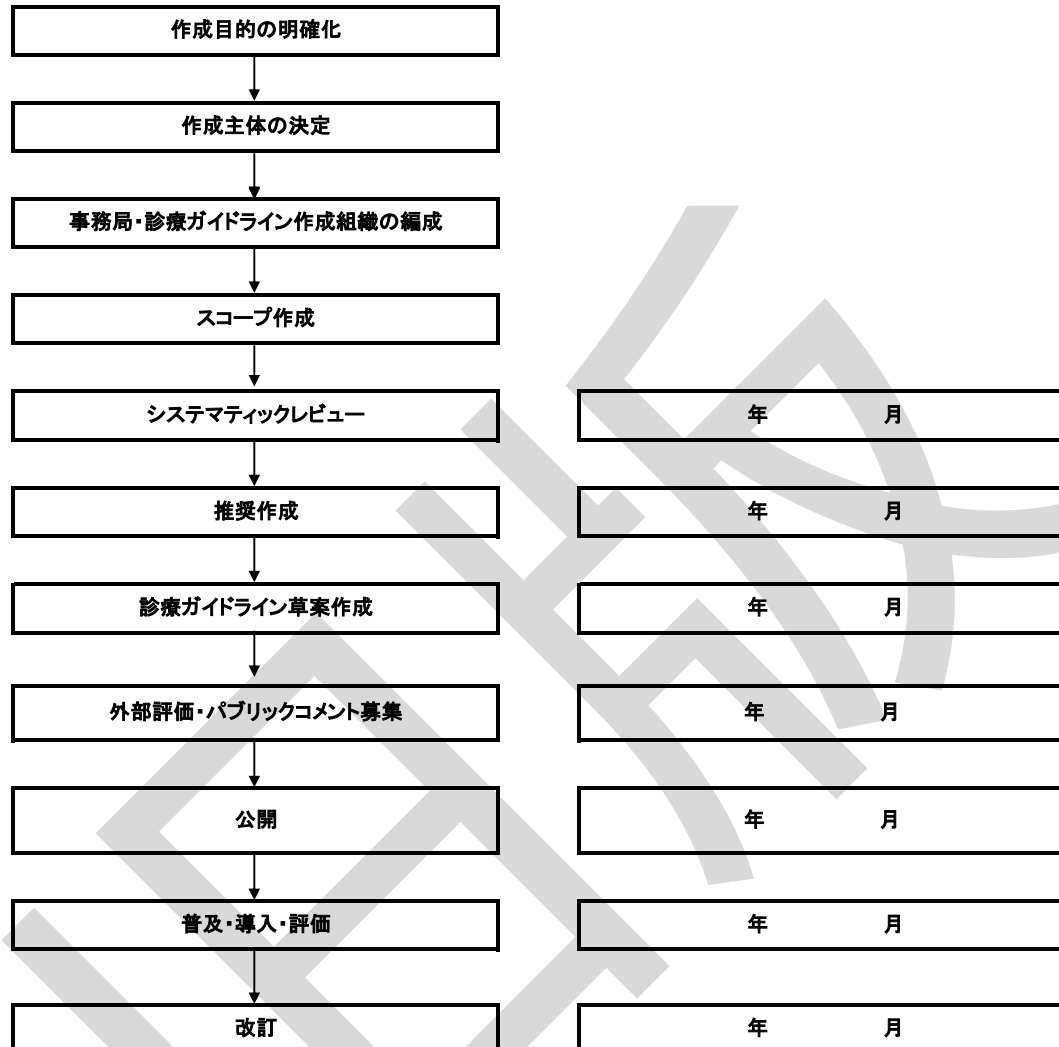 作成目的の明確化
作成主体の決定
事務局・診療ガイドライン作成組織の編成
スコープ作成
システマティックレビュー
年 月
推奨作成
年 月
診療ガイドライン草案作成
年 月
外部評価・パブリックコメント募集
年 月
公開
年 月
普及・導入・評価
年 月
改訂
年 月
旧版